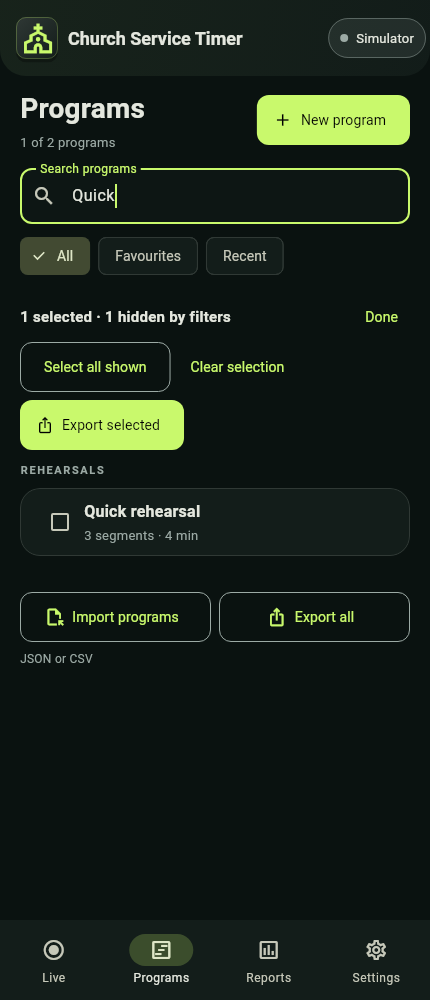 Church Service Timer
Simulator
Programs
1 of 2 programs
New program
Search programs
Quick
All
Favourites
Recent
1 selected · 1 hidden by filters
Done
Select all shown
Clear selection
Export selected
REHEARSALS
Quick rehearsal
3 segments · 4 min
Import programs
Export all
JSON or CSV
Live
Programs
Reports
Settings